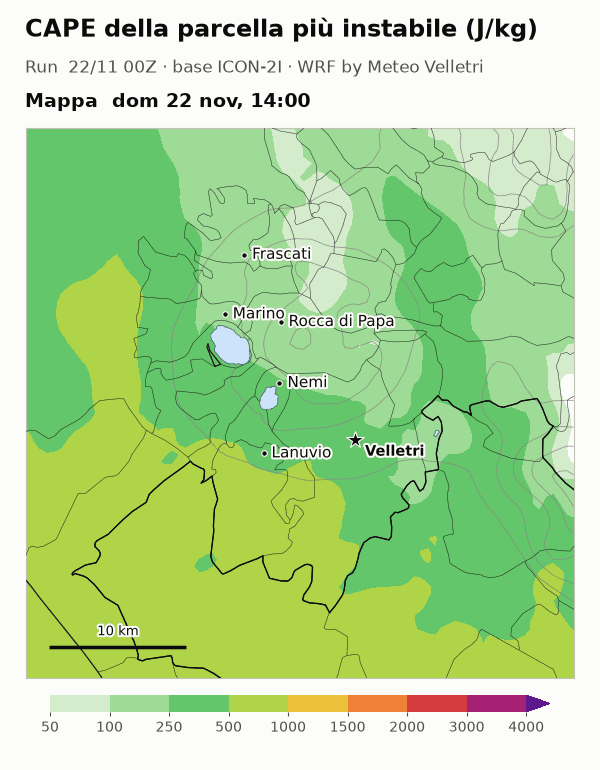 CAPE della parcella più instabile (J/kg)
Run  22/11 00Z · base ICON-2I · WRF by Meteo Velletri
Mappa  dom 22 nov, 14:00
Frascati
Marino
Rocca di Papa
Nemi
Velletri
Lanuvio
10 km
50 100 250 500 1000 1500 2000 3000 4000